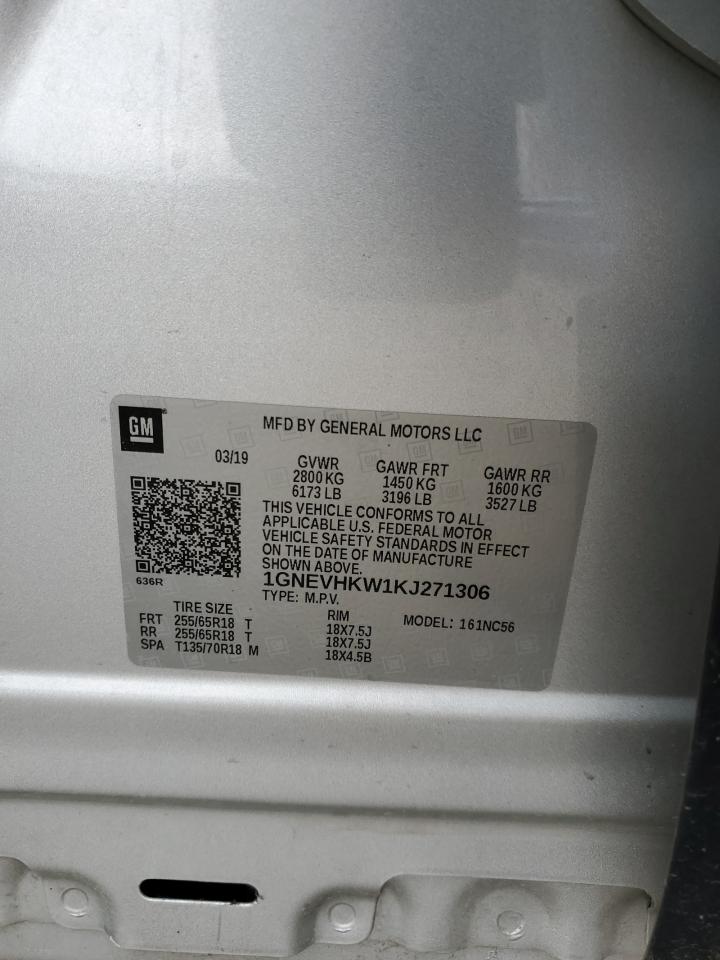 GM
MFD BY GENERAL MOTORS LLC
03/19
GVWR GAWR FRT GAWR RR
2800 KG 1450 KG 1600 KG
6173 LB 3196 LB 3527 LB
THIS VEHICLE CONFORMS TO ALL
APPLICABLE U.S. FEDERAL MOTOR
VEHICLE SAFETY STANDARDS IN EFFECT
ON THE DATE OF MANUFACTURE
SHOWN ABOVE.
636R
1GNEVHKW1KJ271306
TYPE: M.P.V.
TIRE SIZE RIM MODEL: 161NC56
FRT 255/65R18 T 18X7.5J
RR 255/65R18 T 18X7.5J
SPA T135/70R18 M 18X4.5B